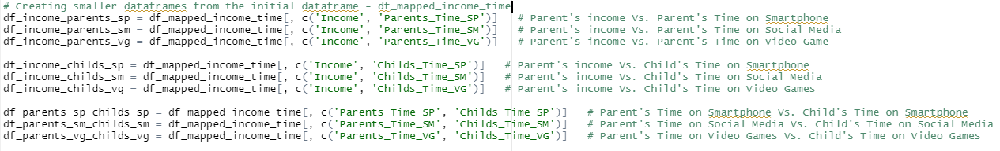 # Creating smaller dataframes from the initial dataframe - df_mapped_income_time
df_income_parents_sp = df_mapped_income_time[, c('Income', 'Parents_Time_SP')]   # Parent's income Vs. Parent's Time on Smartphone
df_income_parents_sm = df_mapped_income_time[, c('Income', 'Parents_Time_SM')]   # Parent's income Vs. Parent's Time on Social Media
df_income_parents_vg = df_mapped_income_time[, c('Income', 'Parents_Time_VG')]   # Parent's income Vs. Parent's Time on Video Game
df_income_childs_sp = df_mapped_income_time[, c('Income', 'Childs_Time_SP')]   # Parent's income Vs. Child's Time on Smartphone
df_income_childs_sm = df_mapped_income_time[, c('Income', 'Childs_Time_SM')]   # Parent's income Vs. Child's Time on Social Media
df_income_childs_vg = df_mapped_income_time[, c('Income', 'Childs_Time_VG')]   # Parent's income Vs. Child's Time on Video Games
df_parents_sp_childs_sp = df_mapped_income_time[, c('Parents_Time_SP', 'Childs_Time_SP')]   # Parent's Time on Smartphone Vs. Child's Time on Smartphone
df_parents_sm_childs_sm = df_mapped_income_time[, c('Parents_Time_SM', 'Childs_Time_SM')]   # Parent's Time on Social Media Vs. Child's Time on Social Media
df_parents_vg_childs_vg = df_mapped_income_time[, c('Parents_Time_VG', 'Childs_Time_VG')]   # Parent's Time on Video Games Vs. Child's Time on Video Games